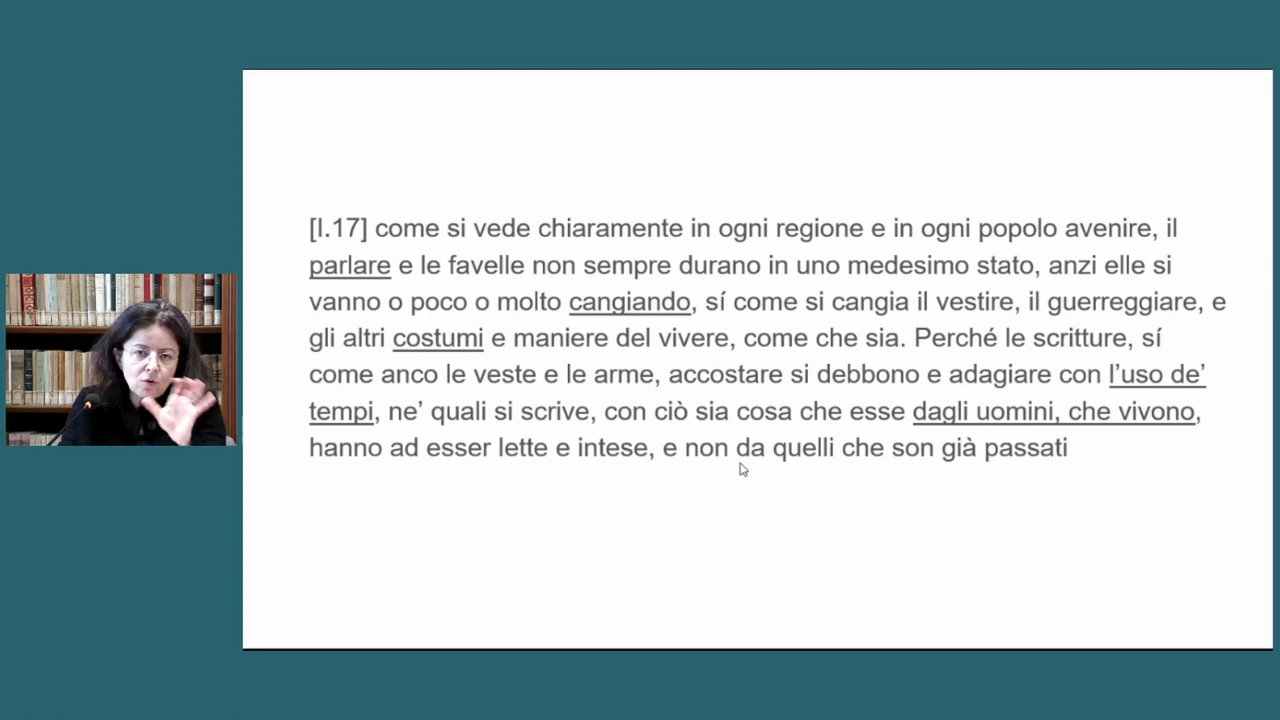 [I.17] come si vede chiaramente in ogni regione e in ogni popolo avenire, il
parlare e le favelle non sempre durano in uno medesimo stato, anzi elle si
vanno o poco o molto cangiando, sí come si cangia il vestire, il guerreggiare, e
gli altri costumi e maniere del vivere, come che sia. Perché le scritture, sí
come anco le veste e le arme, accostare si debbono e adagiare con l’uso de’
tempi, ne’ quali si scrive, con ciò sia cosa che esse dagli uomini, che vivono,
hanno ad esser lette e intese, e non da quelli che son già passati